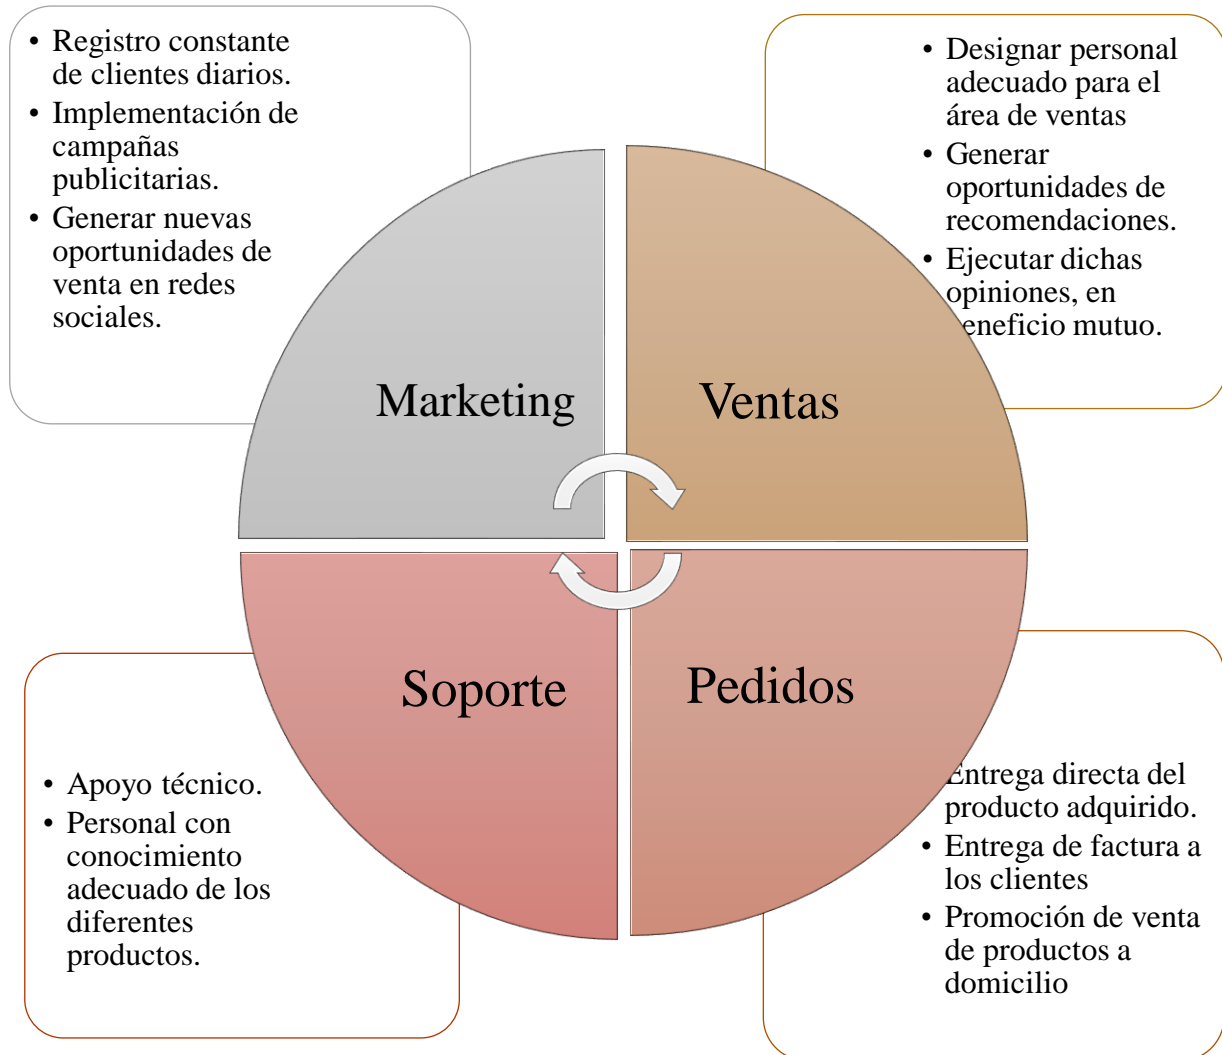 • Registro constante
de clientes diarios.
• Implementación de
campañas
publicitarias.
• Generar nuevas
oportunidades de
venta en redes
sociales.
• Designar personal
adecuado para el
área de ventas
• Generar
oportunidades de
recomendaciones.
• Ejecutar dichas
opiniones, en
beneficio mutuo.
Marketing
Ventas
Soporte
Pedidos
• Apoyo técnico.
• Personal con
conocimiento
adecuado de los
diferentes
productos.
Entrega directa del
producto adquirido.
• Entrega de factura a
los clientes
• Promoción de venta
de productos a
domicilio